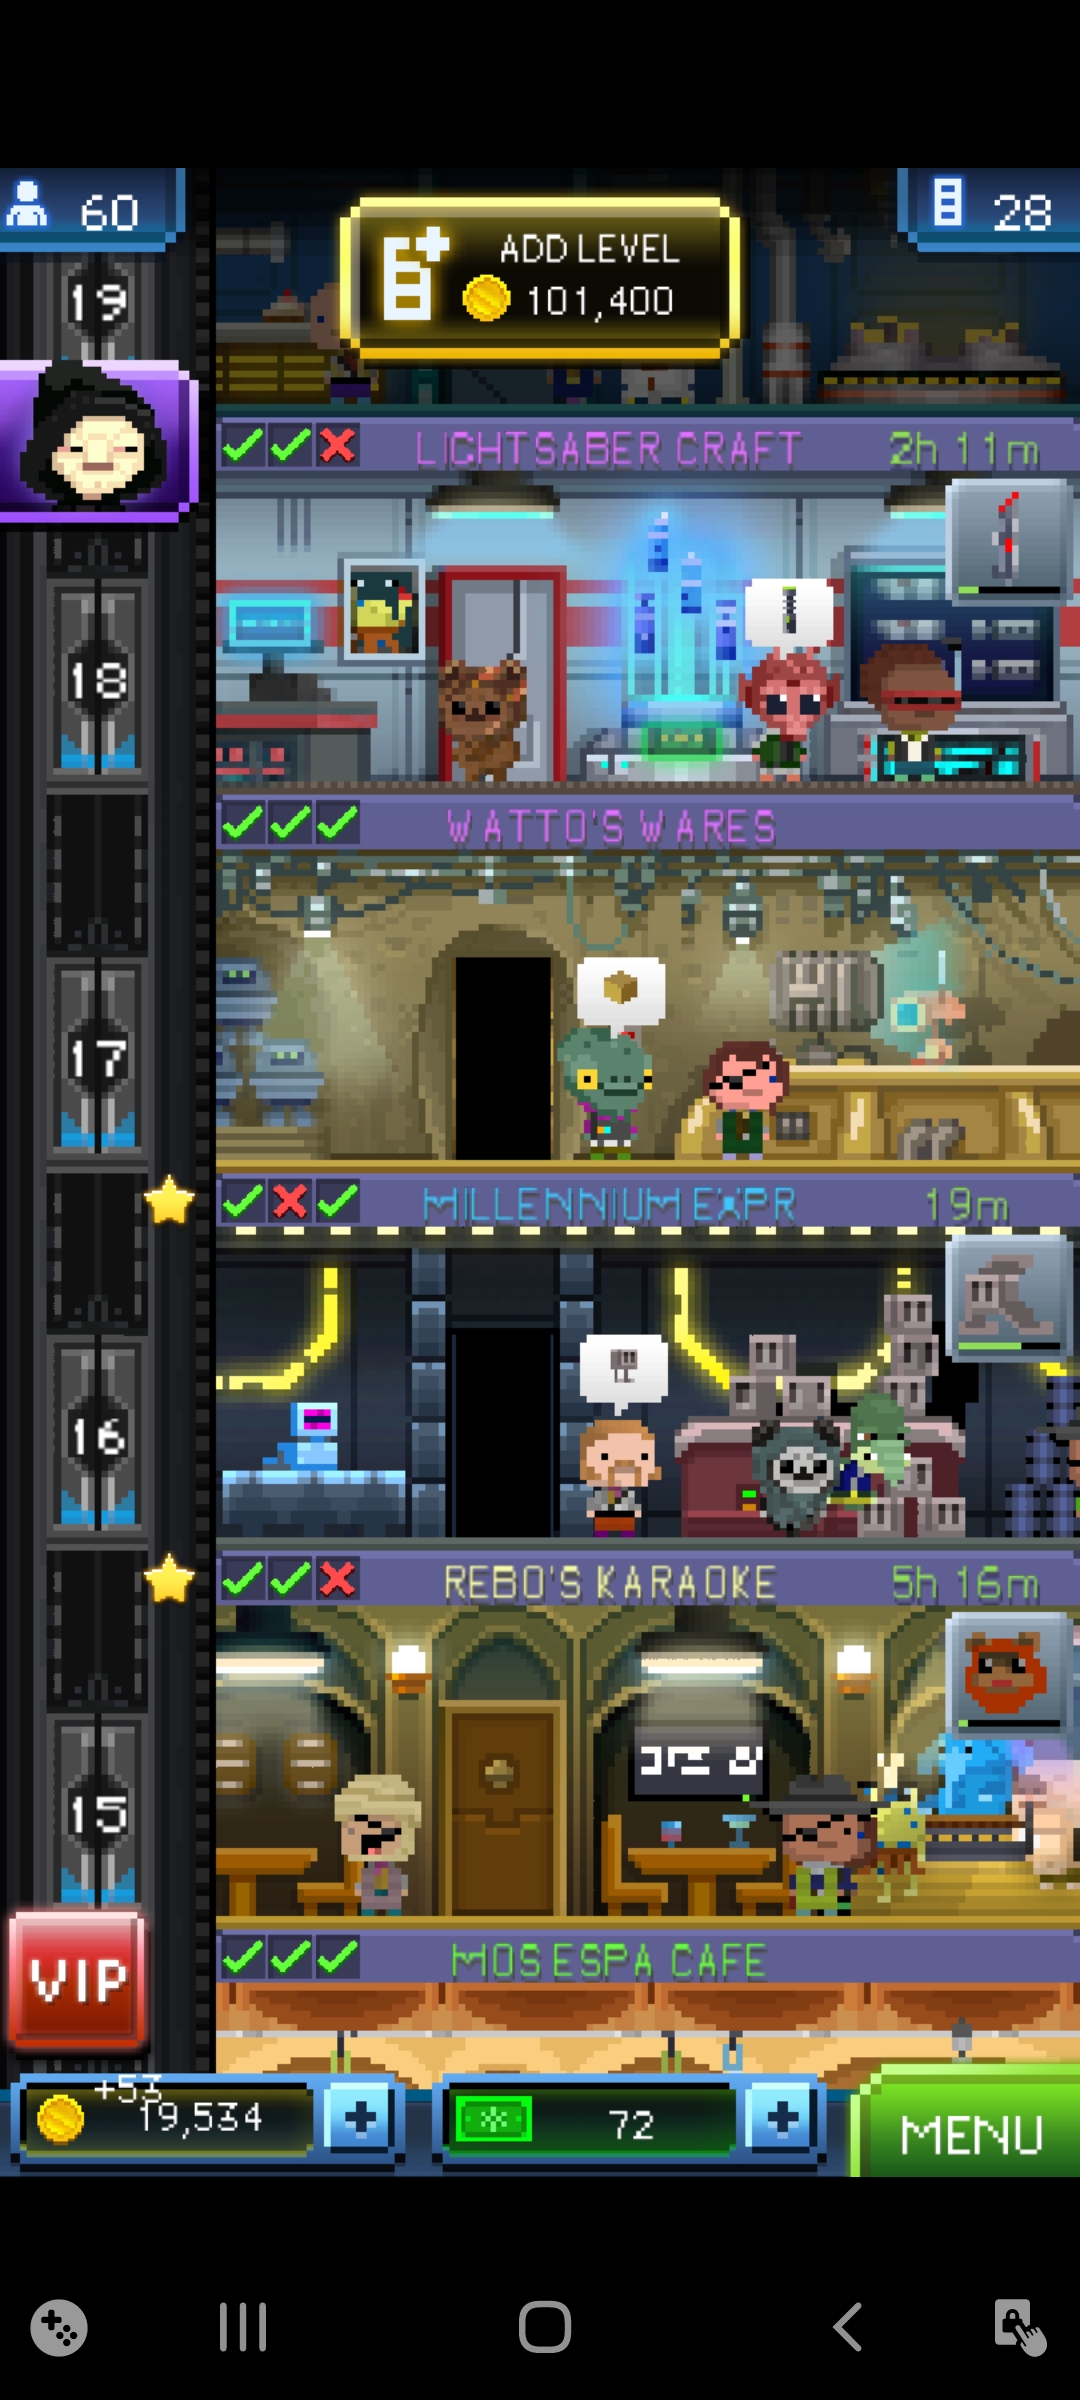 60
ADD LEVEL
101,400
28
19
LIGHTSABER CRAFT
2h 11m
18
WATTO'S WARES
17
MILLENNIUM EXPR
19m
16
REBO'S KARAOKE
5h 16m
15
MOS ESPA CAFE
VIP
+53
19,534
72
MENU